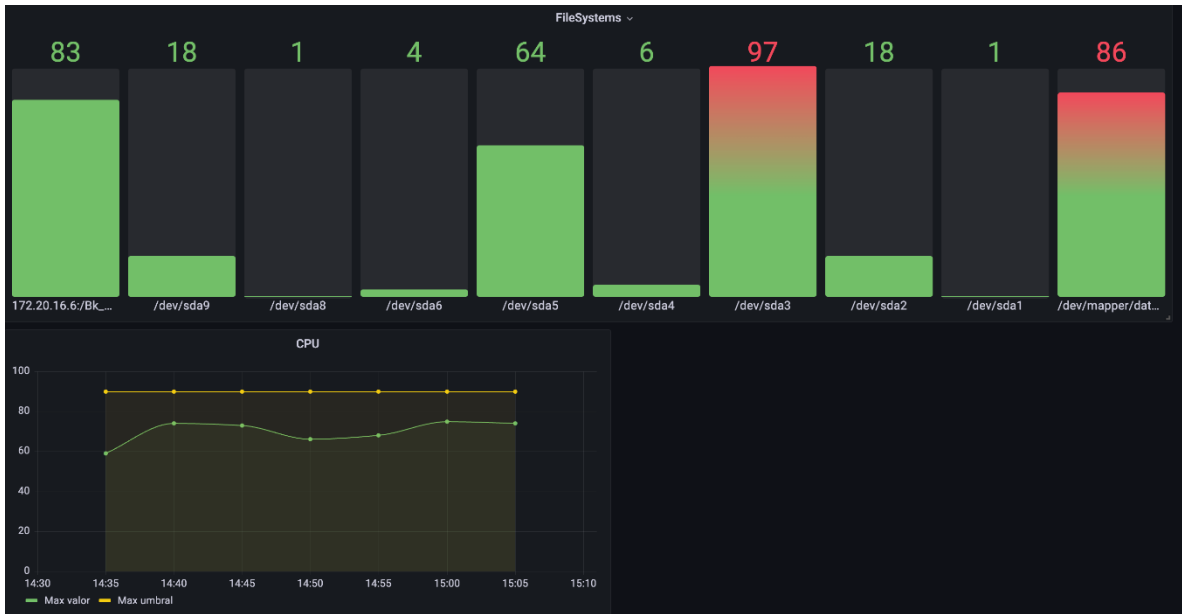 FileSystems
83 18 1 4 64 6 97 18 1 86
172.20.16.6:/Bk_... /dev/sda9 /dev/sda8 /dev/sda6 /dev/sda5 /dev/sda4 /dev/sda3 /dev/sda2 /dev/sda1 /dev/mapper/dat...
CPU
100
80
60
40
20
0
14:30 14:35 14:40 14:45 14:50 14:55 15:00 15:05 15:10
Max valor Max umbral